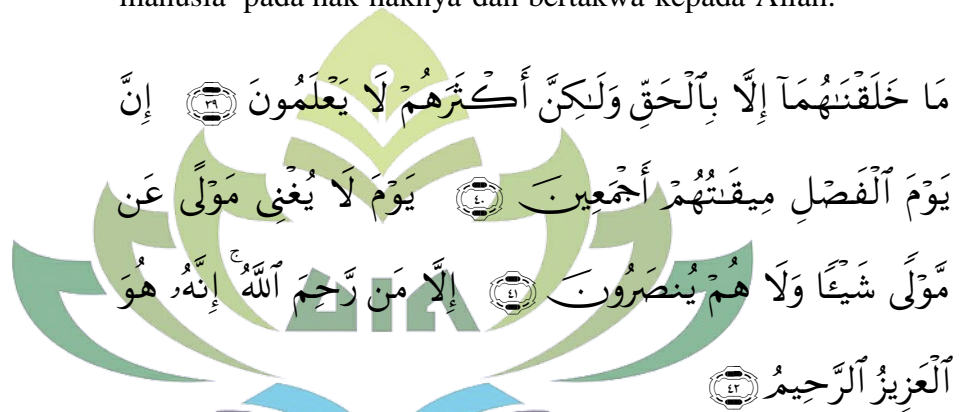 manusia pada hak-haknya dan bertakwa kepada Allah.
مَا خَلَقْنَـٰهُمَآ إِلَّا بِٱلْحَقِّ وَلَـٰكِنَّ أَكْثَرَهُمْ لَا يَعْلَمُونَ ٣٩ إِنَّ
يَوْمَ ٱلْفَصْلِ مِيقَـٰتُهُمْ أَجْمَعِينَ ٤٠ يَوْمَ لَا يُغْنِى مَوْلًى عَن
مَّوْلًى شَيْـًٔا وَلَا هُمْ يُنصَرُونَ ٤١ إِلَّا مَن رَّحِمَ ٱللَّهُ ۚ إِنَّهُۥ هُوَ
ٱلْعَزِيزُ ٱلرَّحِيمُ ٤٢